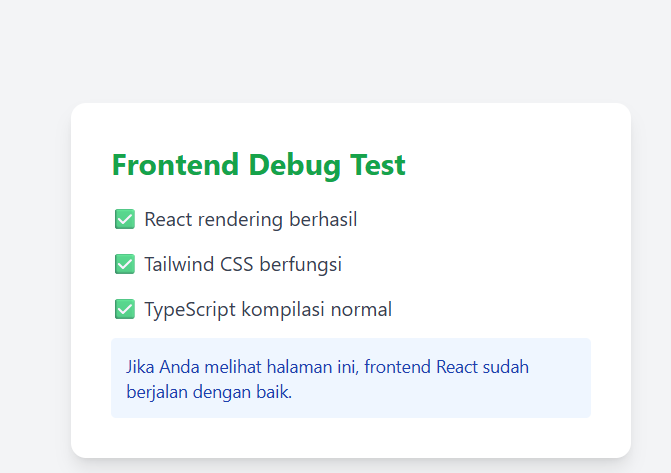 Frontend Debug Test
✅ React rendering berhasil
✅ Tailwind CSS berfungsi
✅ TypeScript kompilasi normal
Jika Anda melihat halaman ini, frontend React sudah
berjalan dengan baik.